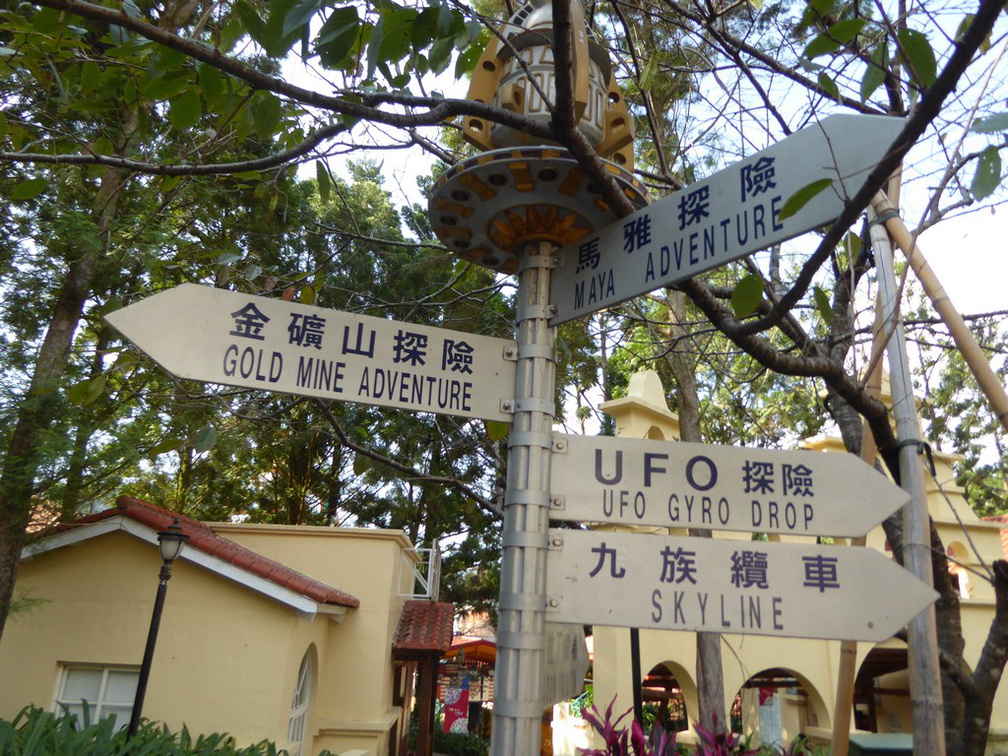 馬雅探險
MAYA ADVENTURE
金礦山探險
GOLD MINE ADVENTURE
UFO 探險
UFO GYRO DROP
九族纜車
SKYLINE